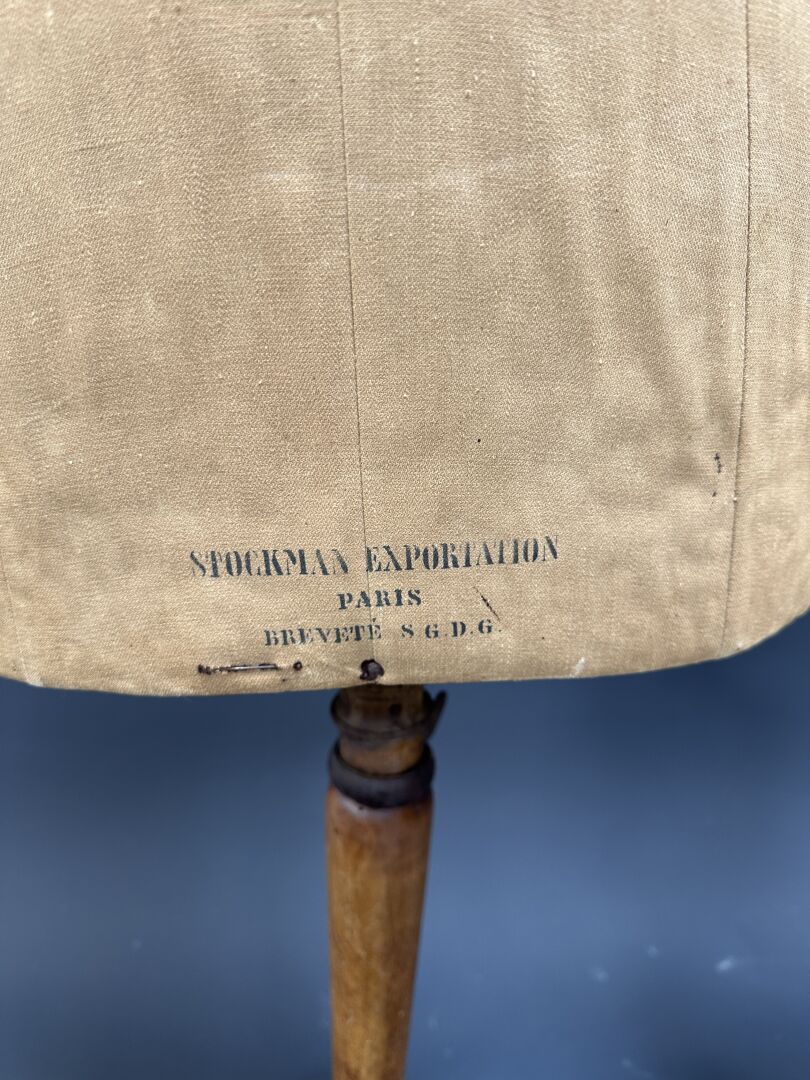 STOCKMAN EXPORTATION
PARIS
BREVETÉ S G.D.G.